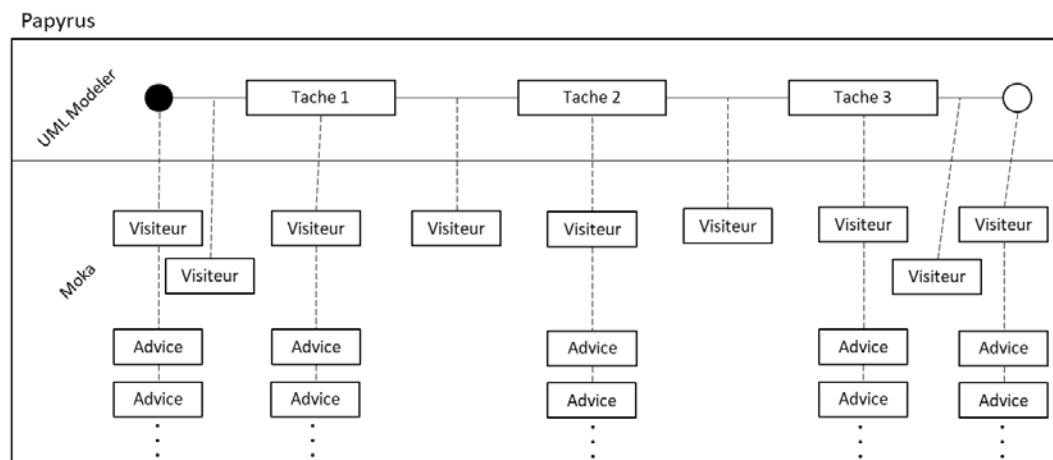 Papyrus
UML Modeler
Tache 1 Tache 2 Tache 3
Moka
Visiteur Visiteur Visiteur Visiteur Visiteur Visiteur Visiteur
Visiteur Visiteur
Advice Advice Advice Advice Advice
Advice Advice Advice Advice Advice